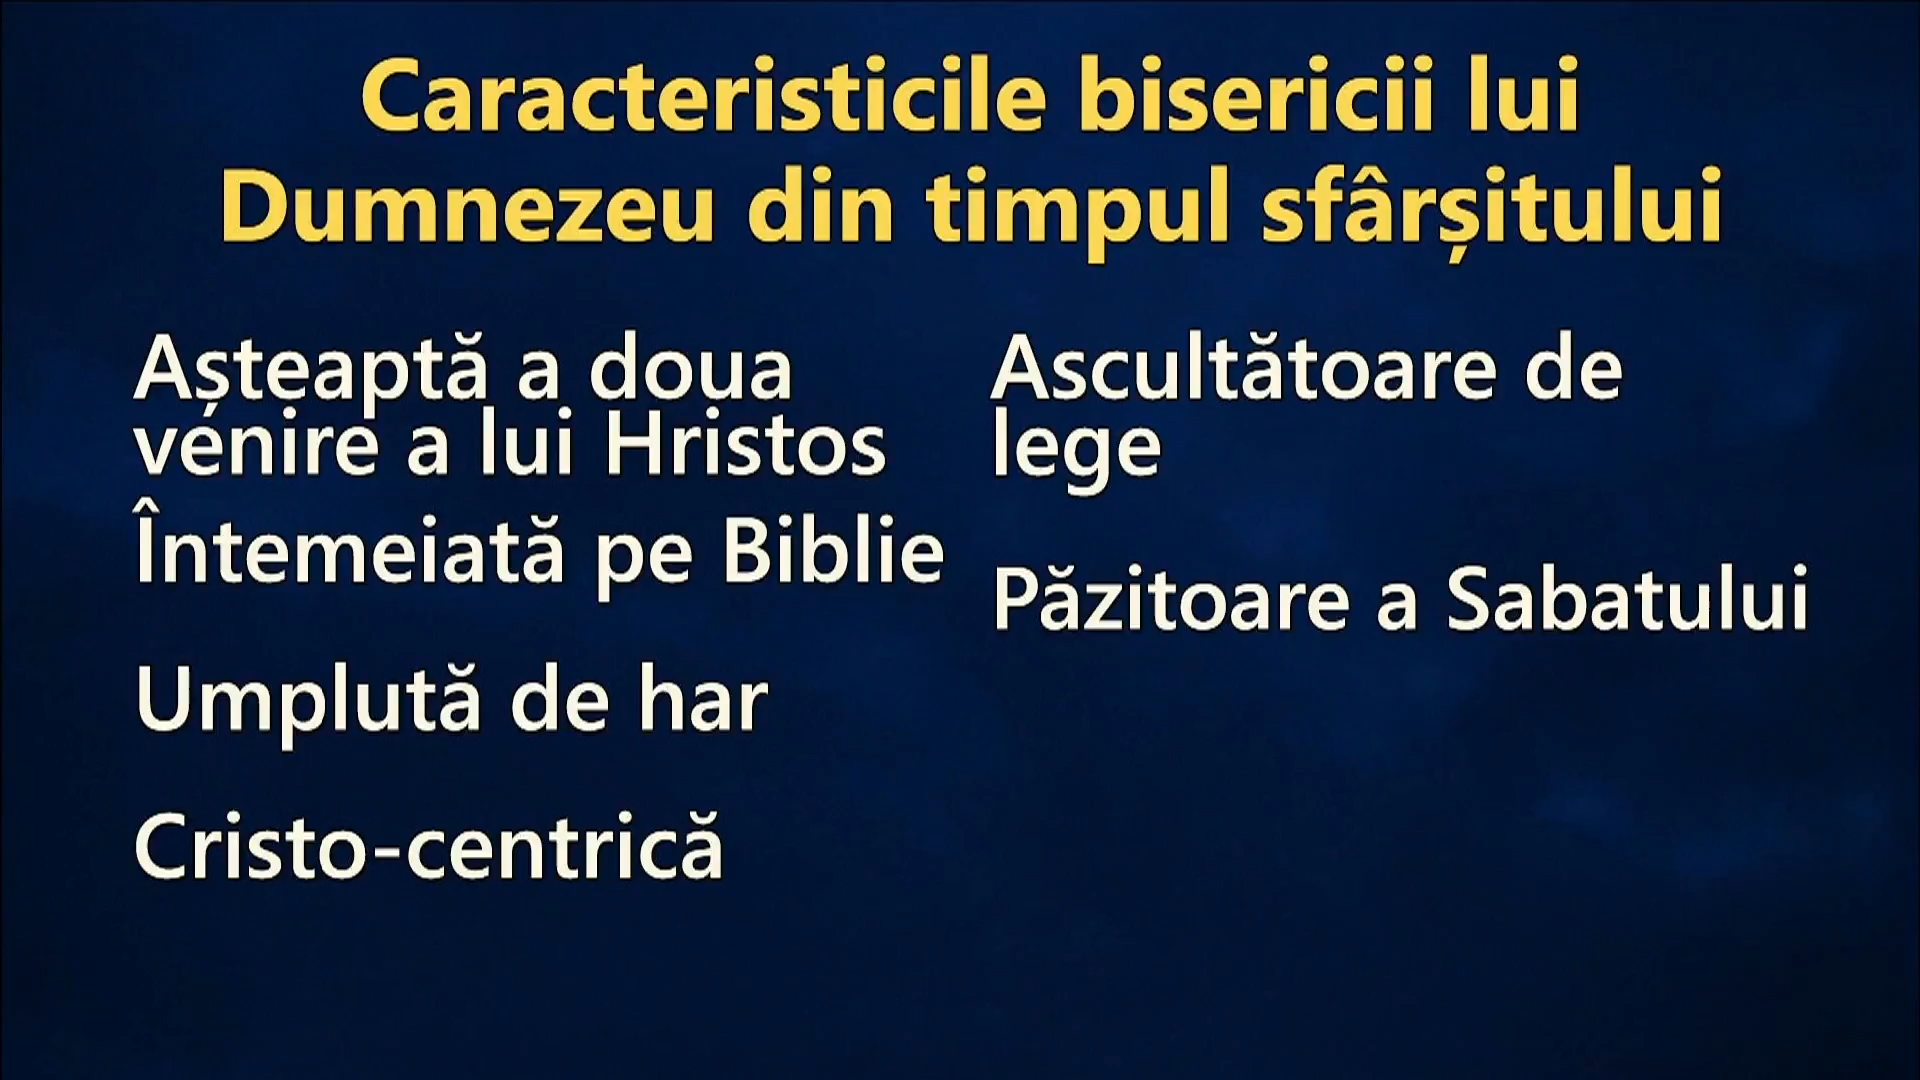 Caracteristicile bisericii lui
Dumnezeu din timpul sfârșitului
Așteaptă a doua
venire a lui Hristos
Întemeiată pe Biblie
Umplută de har
Cristo-centrică
Ascultătoare de
lege
Păzitoare a Sabatului